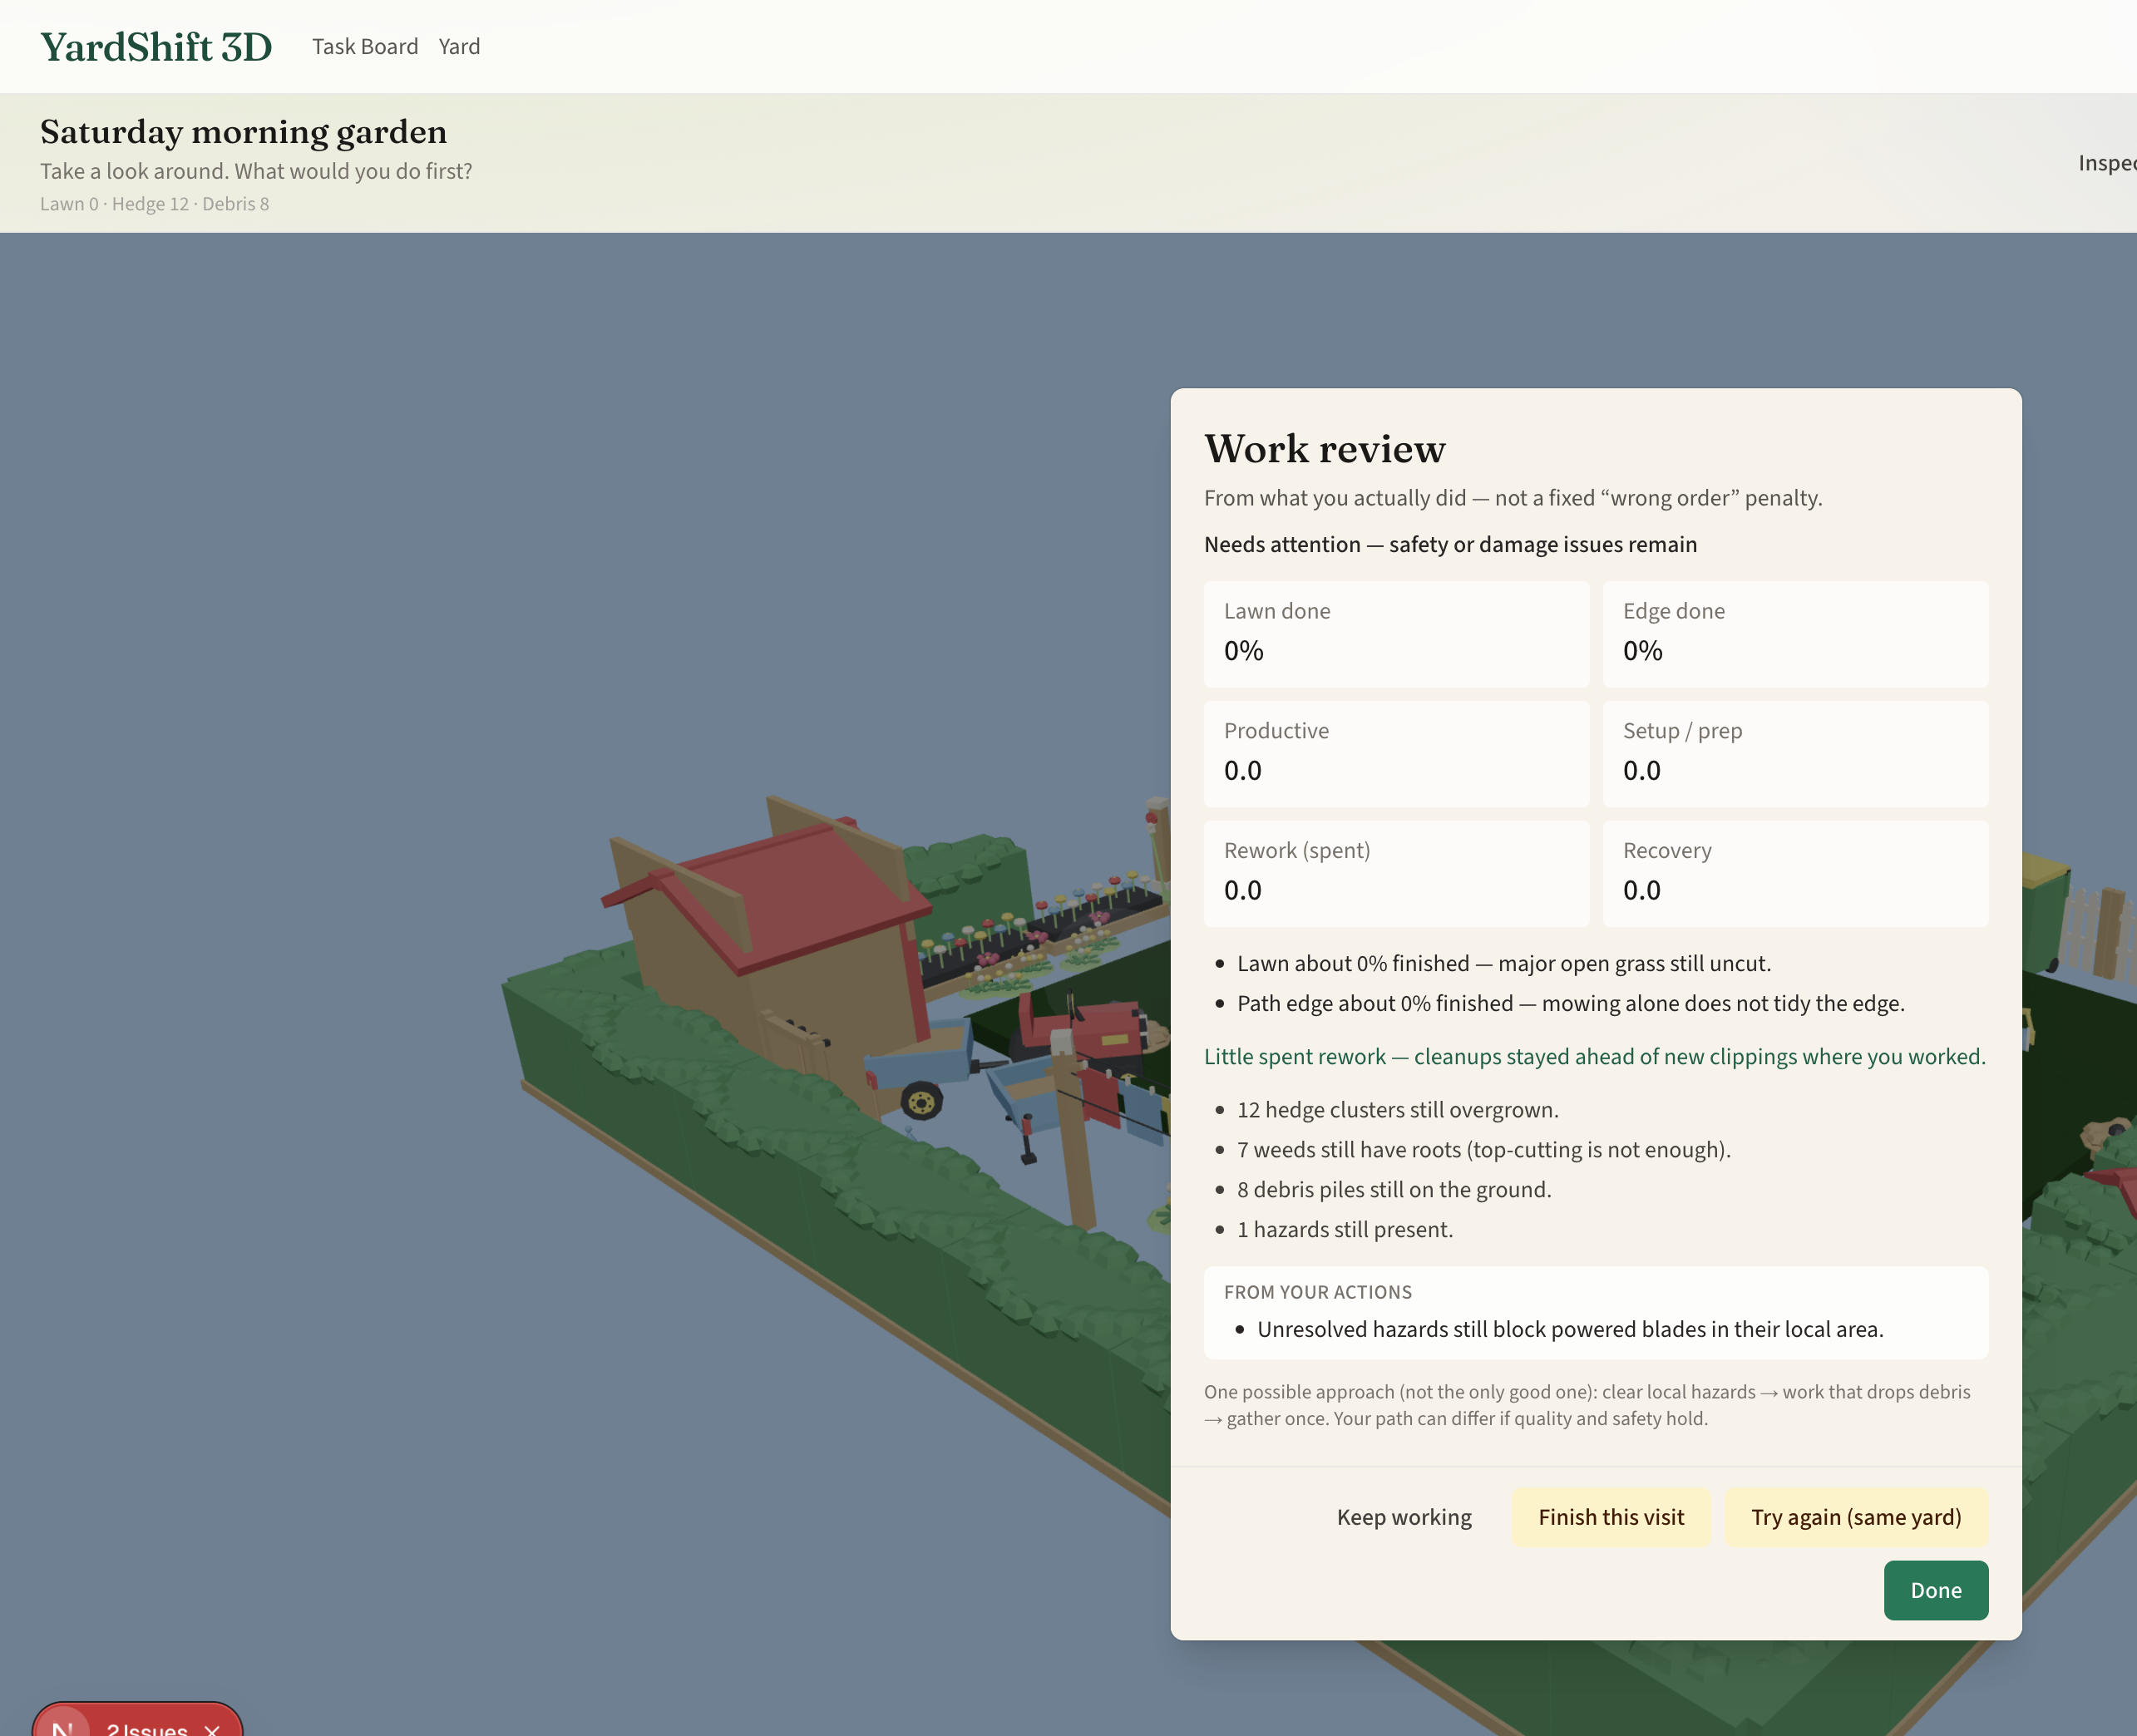 YardShift 3D
Task Board
Yard
Saturday morning garden
Take a look around. What would you do first?
Lawn 0 · Hedge 12 · Debris 8
Work review
From what you actually did — not a fixed “wrong order” penalty.
Needs attention — safety or damage issues remain
Lawn done
0%
Edge done
0%
Productive
0.0
Setup / prep
0.0
Rework (spent)
0.0
Recovery
0.0
Lawn about 0% finished — major open grass still uncut.
Path edge about 0% finished — mowing alone does not tidy the edge.
Little spent rework — cleanups stayed ahead of new clippings where you worked.
12 hedge clusters still overgrown.
7 weeds still have roots (top-cutting is not enough).
8 debris piles still on the ground.
1 hazards still present.
FROM YOUR ACTIONS
Unresolved hazards still block powered blades in their local area.
One possible approach (not the only good one): clear local hazards → work that drops debris
→ gather once. Your path can differ if quality and safety hold.
Keep working
Finish this visit
Try again (same yard)
Done
N
2 Issues